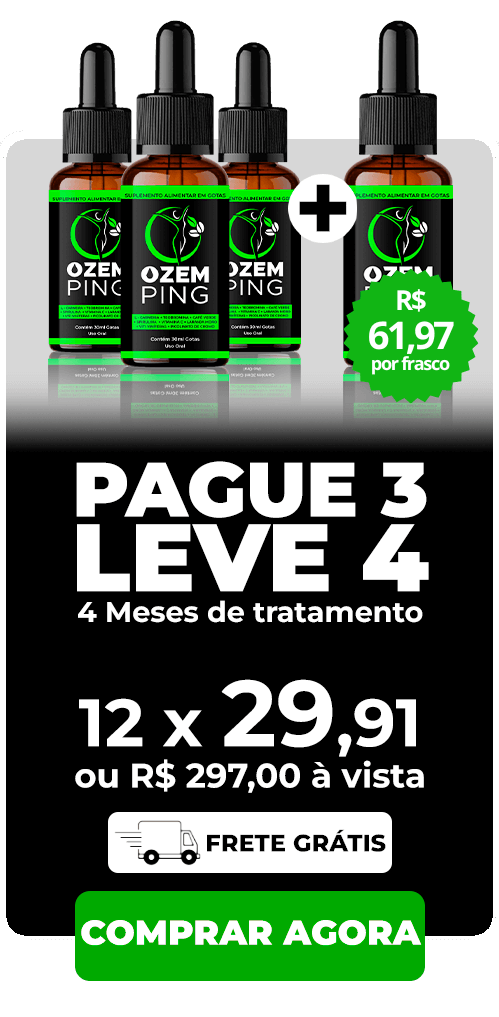 SUPLEMENTO ALIMENTAR EM GOTAS
OZEM
PING
Contém 30ml Gotas
Uso Oral
+
R$
61,97
por frasco
PAGUE 3
LEVE 4
4 Meses de tratamento
12 x 29,91
ou R$ 297,00 à vista
FRETE GRÁTIS
COMPRAR AGORA